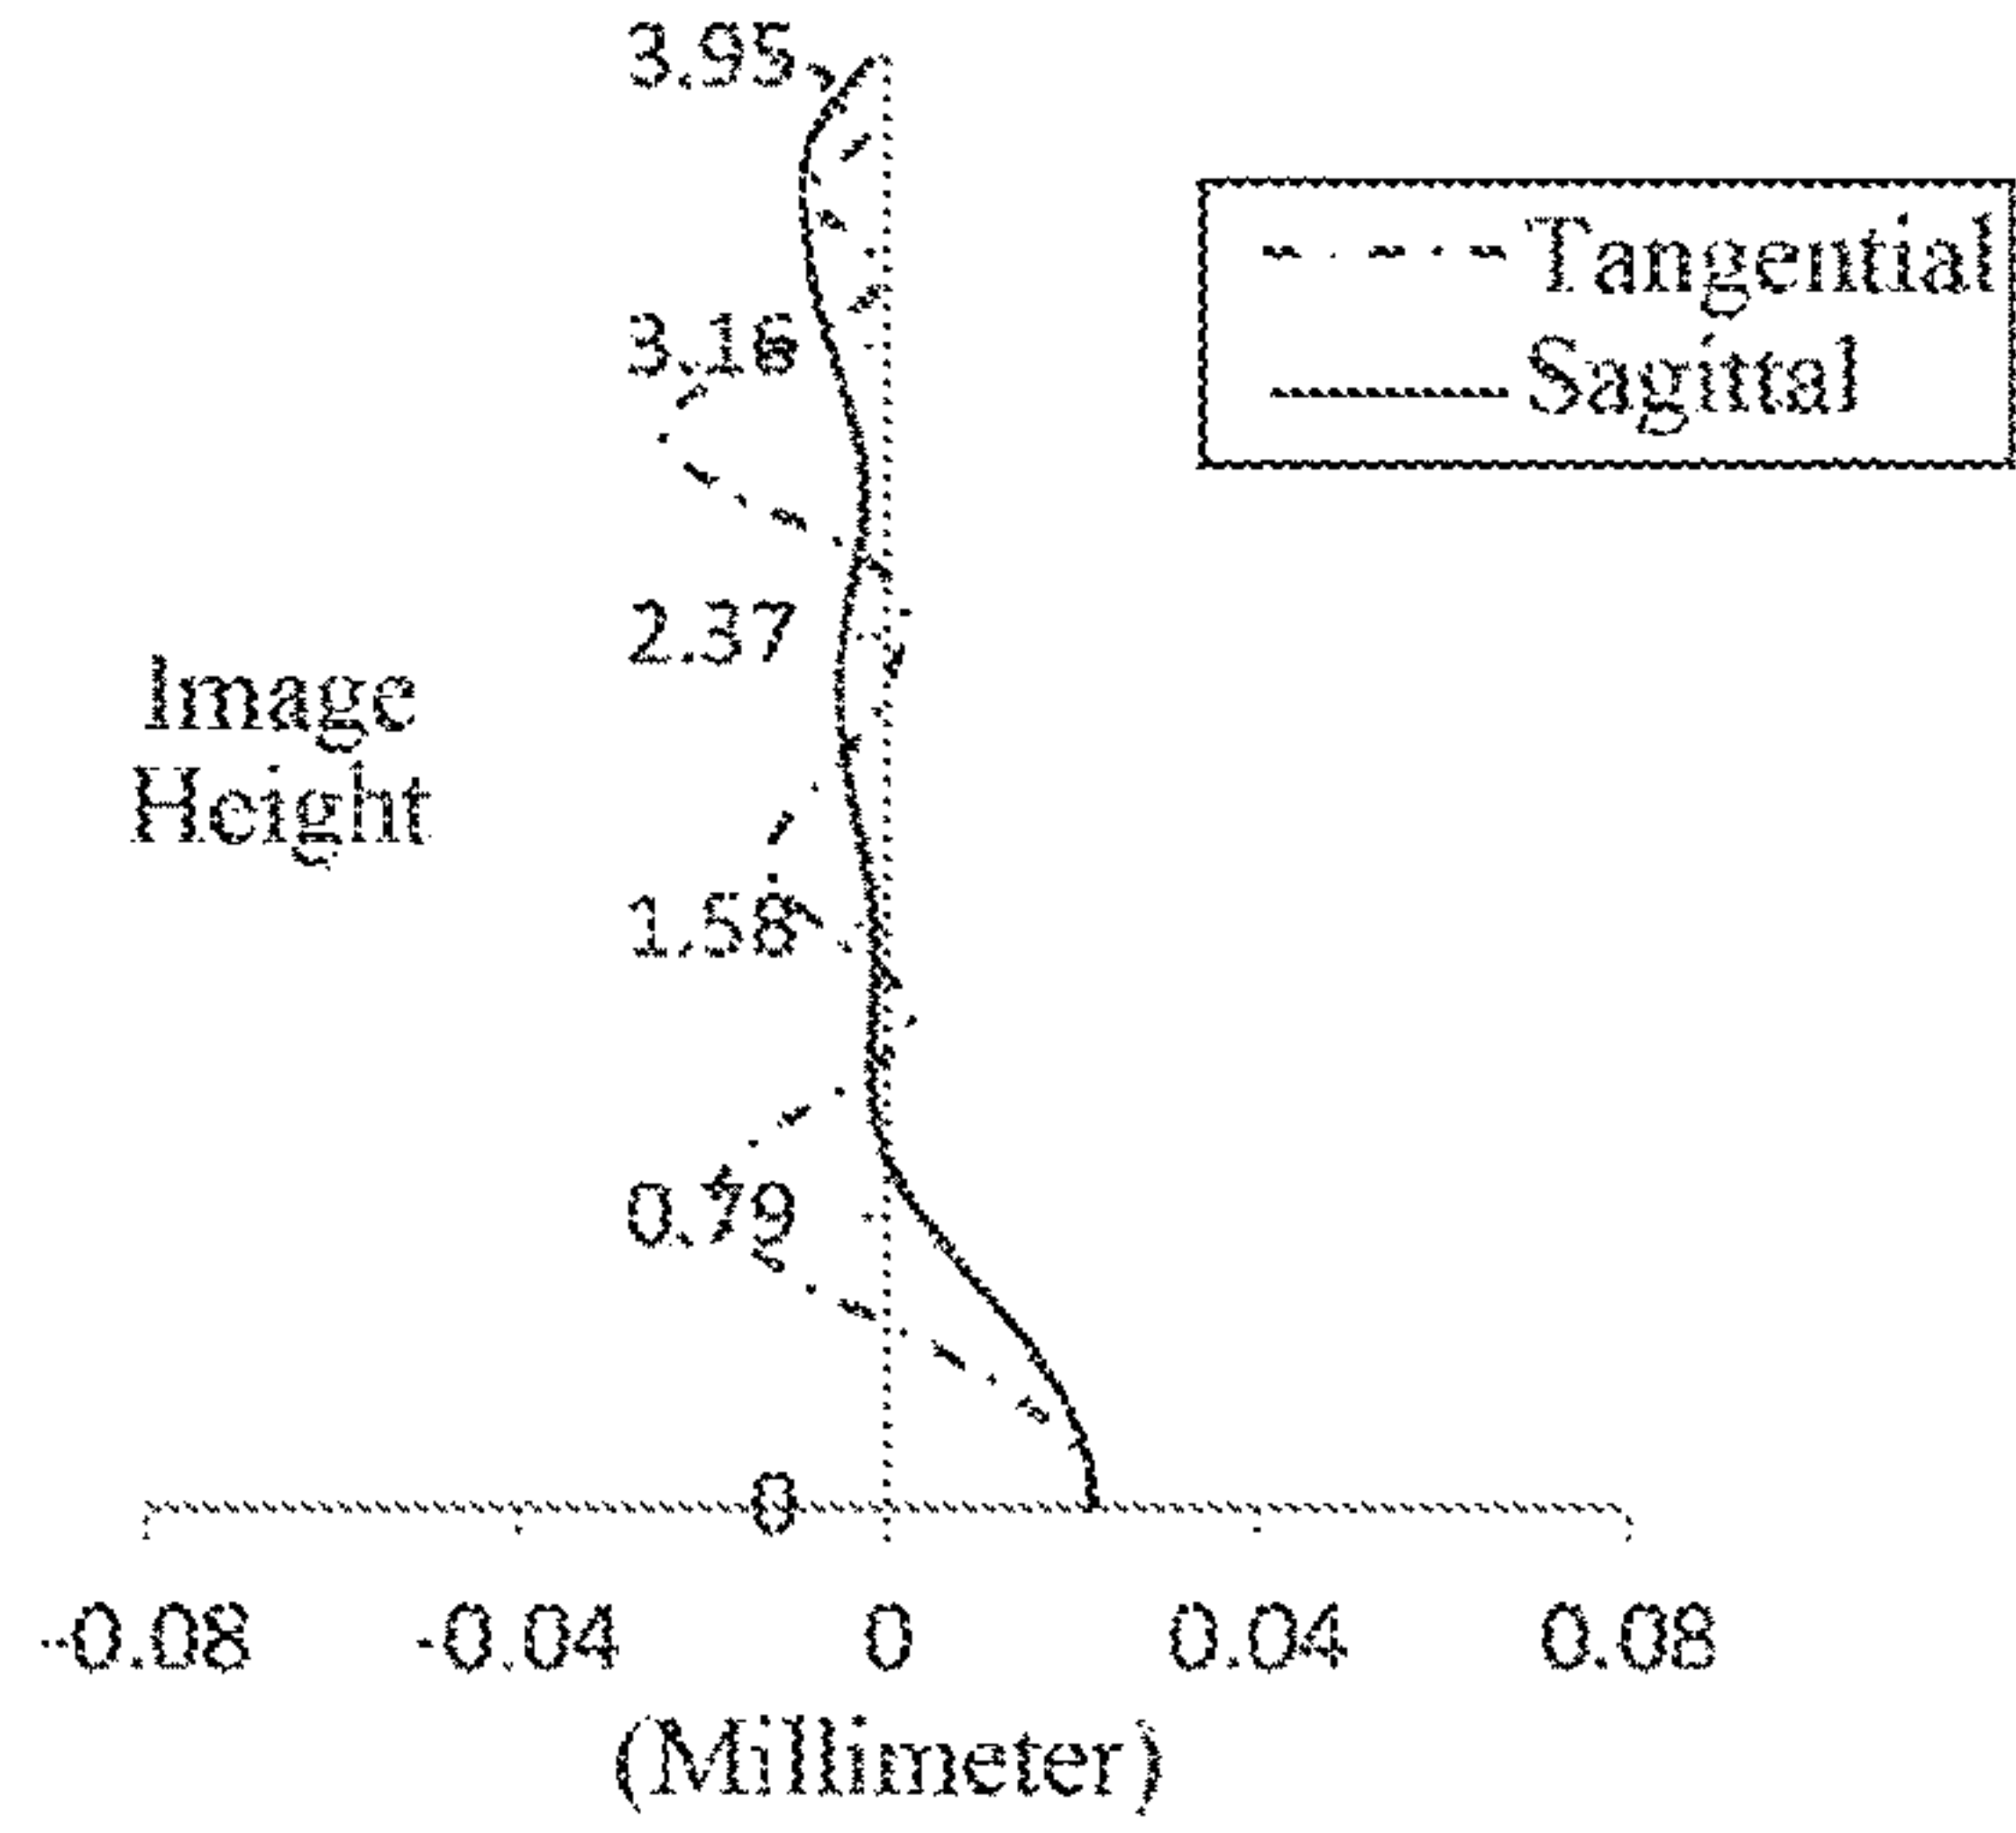 3.95
Tangential
3.16
Sagittal
2.37
Image
Height
1.58
0.79
0
-0.08
-0.04
0
0.04
0.08
(Millimeter)